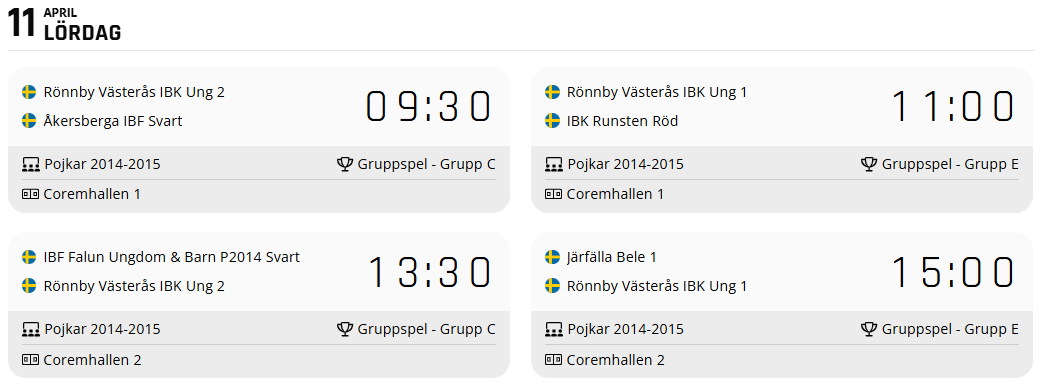 11 APRIL
LÖRDAG
Rönnby Västerås IBK Ung 2
Åkersberga IBF Svart
09:30
Pojkar 2014-2015
Gruppspel - Grupp C
Coremhallen 1
Rönnby Västerås IBK Ung 1
IBK Runsten Röd
11:00
Pojkar 2014-2015
Gruppspel - Grupp E
Coremhallen 1
IBF Falun Ungdom & Barn P2014 Svart
Rönnby Västerås IBK Ung 2
13:30
Pojkar 2014-2015
Gruppspel - Grupp C
Coremhallen 2
Järfälla Bele 1
Rönnby Västerås IBK Ung 1
15:00
Pojkar 2014-2015
Gruppspel - Grupp E
Coremhallen 2